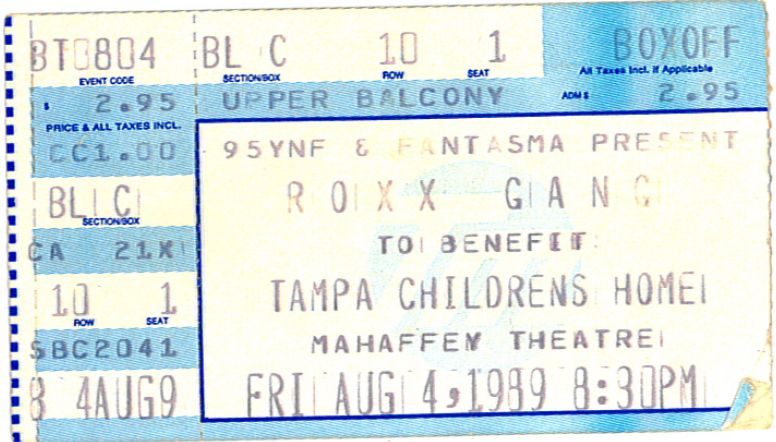 BT0804
EVENT CODE
$ 2.95
PRICE & ALL TAXES INCL.
CC1.00
BL C
SECTION/BOX
CA 21X
10 1
ROW SEAT
SBC2041
8 4AUG9
BL C 10 1 BOXOFF
SECTION/BOX ROW SEAT All Taxes Incl. If Applicable
UPPER BALCONY ADM $ 2.95
95YNF & FANTASMA PRESENT
ROXX GANG
TO BENEFIT:
TAMPA CHILDRENS HOME
MAHAFFEY THEATRE
FRI AUG 4,1989 8:30PM